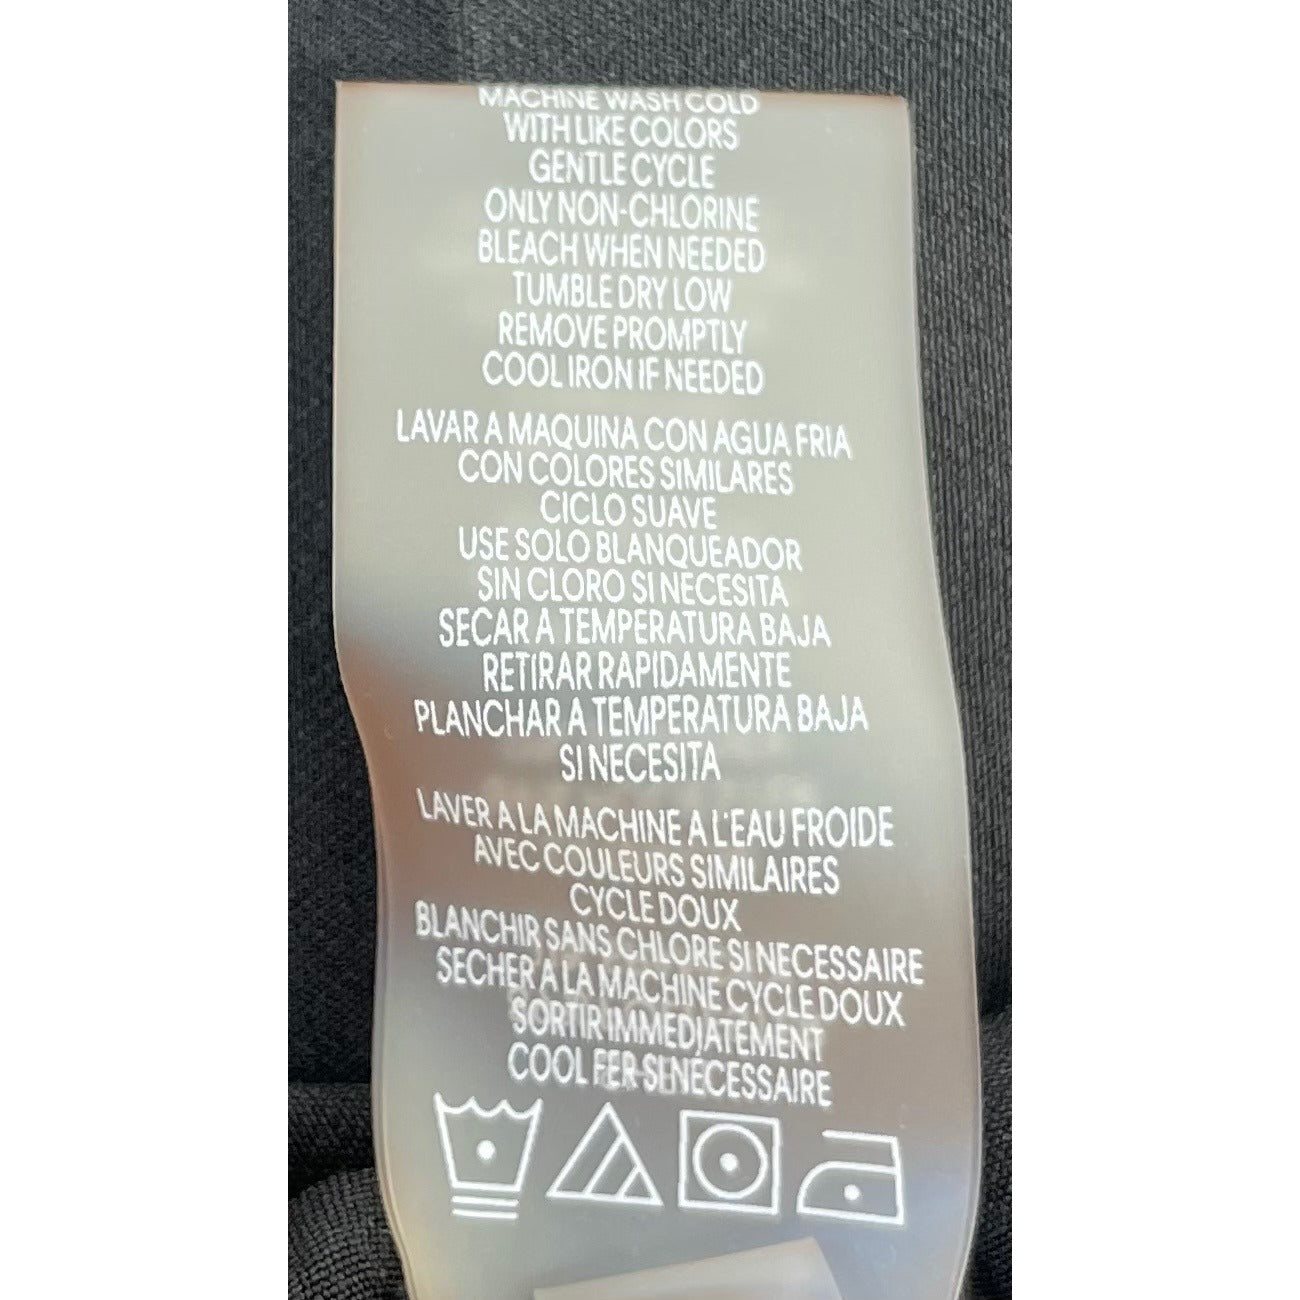 MACHINE WASH COLD
WITH LIKE COLORS
GENTLE CYCLE
ONLY NON-CHLORINE
BLEACH WHEN NEEDED
TUMBLE DRY LOW
REMOVE PROMPTLY
COOL IRON IF NEEDED
LAVAR A MAQUINA CON AGUA FRIA
CON COLORES SIMILARES
CICLO SUAVE
USE SOLO BLANQUEADOR
SIN CLORO SI NECESITA
SECAR A TEMPERATURA BAJA
RETIRAR RAPIDAMENTE
PLANCHAR A TEMPERATURA BAJA
SI NECESITA
LAVER A LA MACHINE A L'EAU FROIDE
AVEC COULEURS SIMILAIRES
CYCLE DOUX
BLANCHIR SANS CHLORE SI NECESSAIRE
SECHER A LA MACHINE CYCLE DOUX
SORTIR IMMEDIATEMENT
COOL FER SI NECESSAIRE